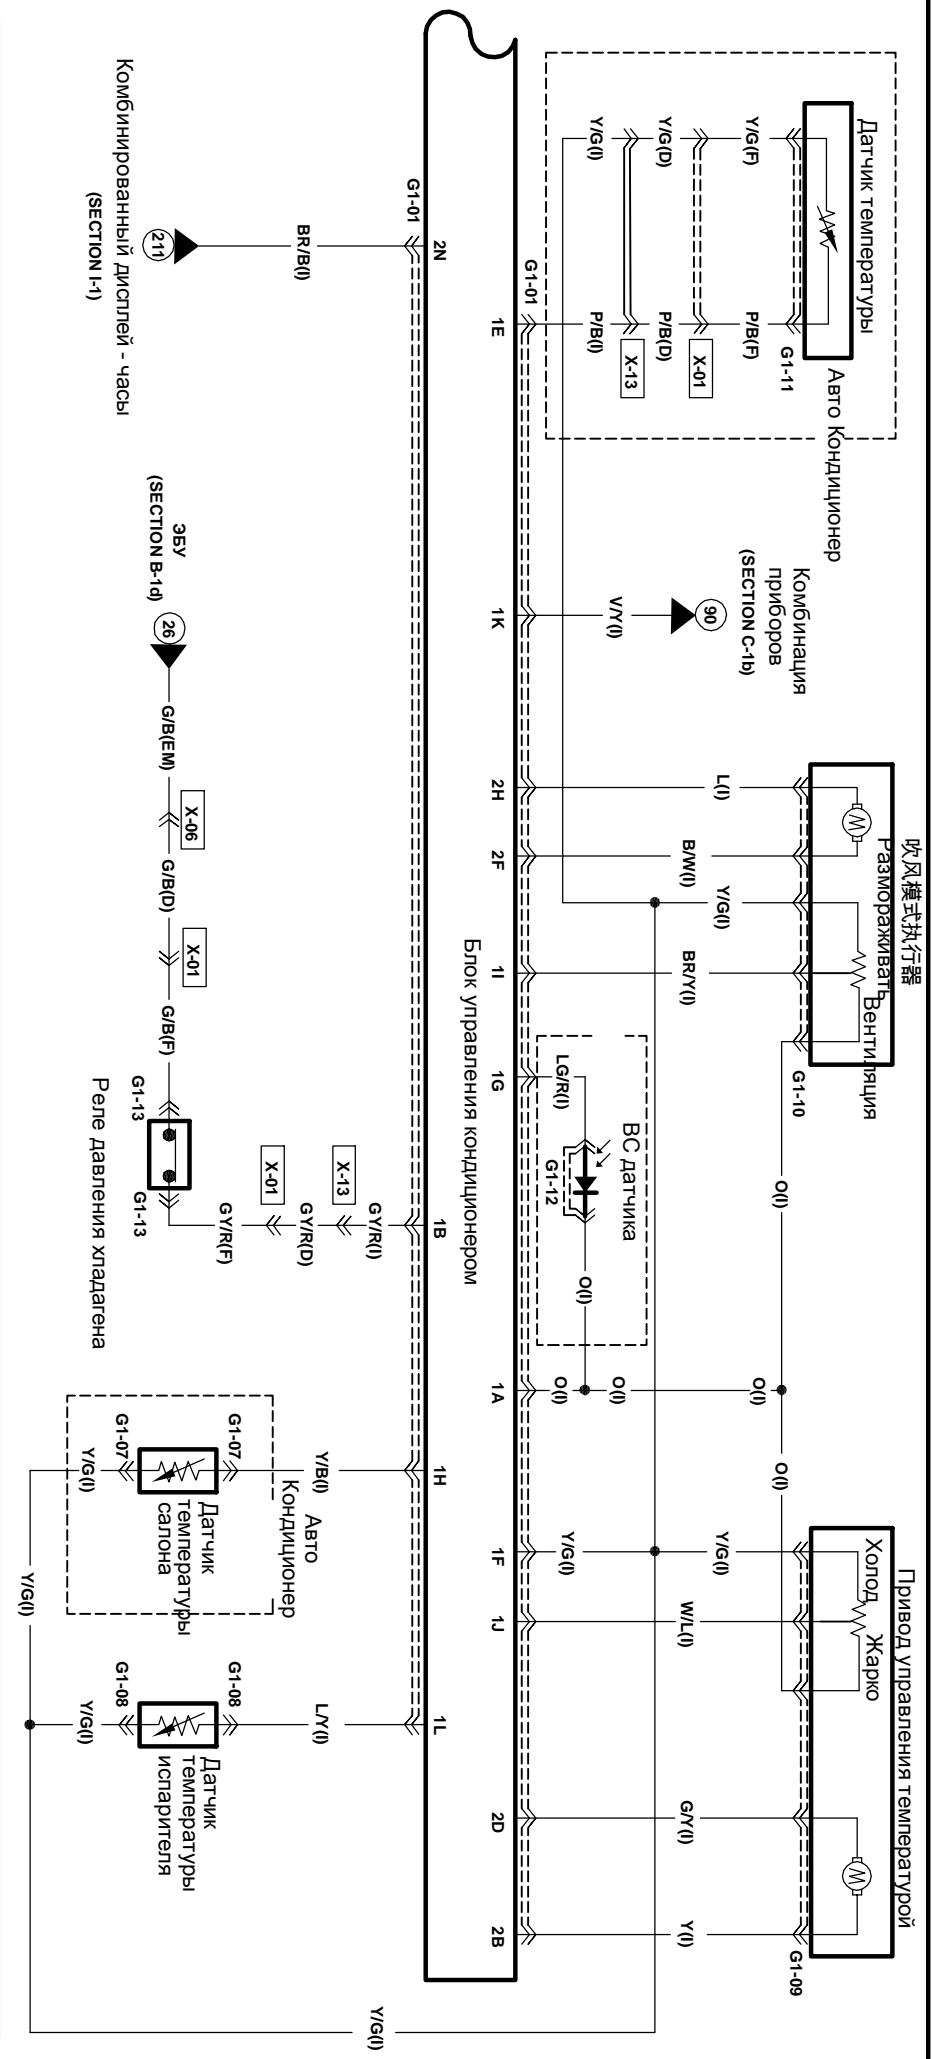 Датчик температуры
Авто Кондиционер
G1-11
Y/G(F)
P/B(F)
X-01
Y/G(D)
P/B(D)
X-13
Y/G(I)
P/B(I)
G1-01
1E
Комбинация
приборов
(SECTION C-1b)
90
V/Y(I)
1K
吹风模式执行器
Размораживать
Вентиляция
G1-10
L(I)
B/W(I)
Y/G(I)
BR/Y(I)
O(I)
2H
2F
1I
ВС датчика
LG/R(I)
G1-12
O(I)
1G
O(I)
O(I)
O(I)
O(I)
1A
Привод управления температурой
Холод
Жарко
G1-09
Y/G(I)
W/L(I)
G/Y(I)
Y(I)
Y/G(I)
1F
1J
2D
2B
Блок управления кондиционером
G1-01
2N
1B
1H
1L
BR/B(I)
211
Комбинированный дисплей - часы
(SECTION I-1)
ЭБУ
(SECTION B-1d)
26
G/B(EM)
X-06
G/B(D)
X-01
G/B(F)
G1-13
G1-13
Реле давления хладагена
GY/R(F)
X-01
GY/R(D)
X-13
GY/R(I)
Y/B(I)
Авто
Кондиционер
G1-07
G1-07
Датчик
температуры
салона
Y/G(I)
L/Y(I)
G1-08
G1-08
Датчик
температуры
испарителя
Y/G(I)
Y/G(I)
Y/G(I)